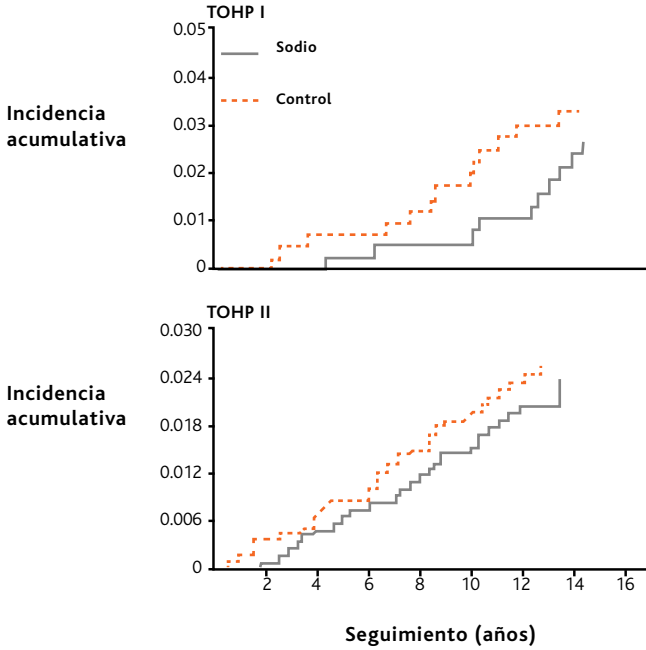 TOHP I
0.05
Sodio
0.04
Control
Incidencia
acumulativa
0.03
0.02
0.01
0
TOHP II
0.030
0.024
Incidencia
acumulativa
0.018
0.012
0.006
0
2 4 6 8 10 12 14 16
Seguimiento (años)